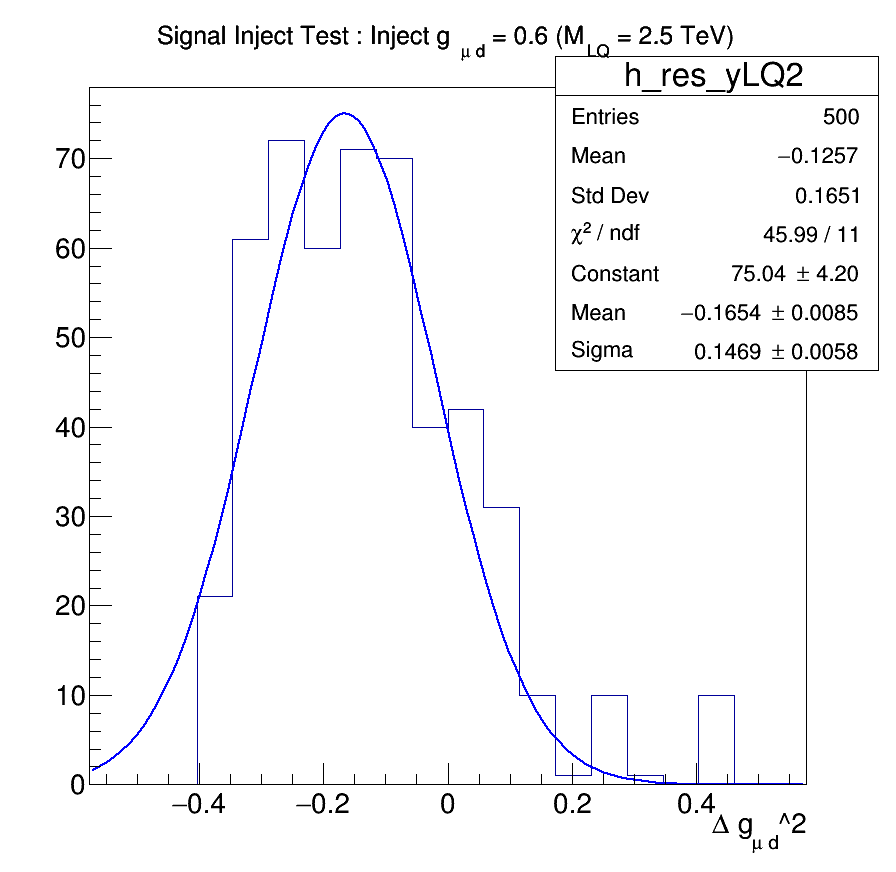 Signal Inject Test : Inject g μ d = 0.6 (M LQ = 2.5 TeV)
h_res_yLQ2
Entries 500
Mean −0.1257
Std Dev 0.1651
χ² / ndf 45.99 / 11
Constant 75.04 ± 4.20
Mean −0.1654 ± 0.0085
Sigma 0.1469 ± 0.0058
70
60
50
40
30
20
10
0
−0.4 −0.2 0 0.2 0.4
Δ g μ d ^2